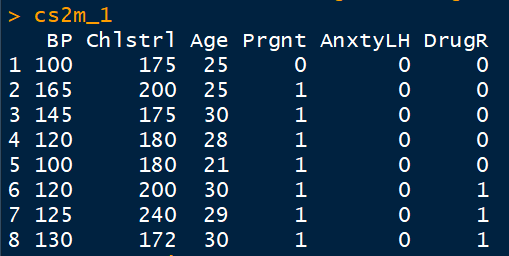 > cs2m_1
BP Chlstrl Age Prgnt AnxtyLH DrugR
1 100 175 25 0 0 0
2 165 200 25 1 0 0
3 145 175 30 1 0 0
4 120 180 28 1 0 0
5 100 180 21 1 0 0
6 120 200 30 1 0 1
7 125 240 29 1 0 1
8 130 172 30 1 0 1